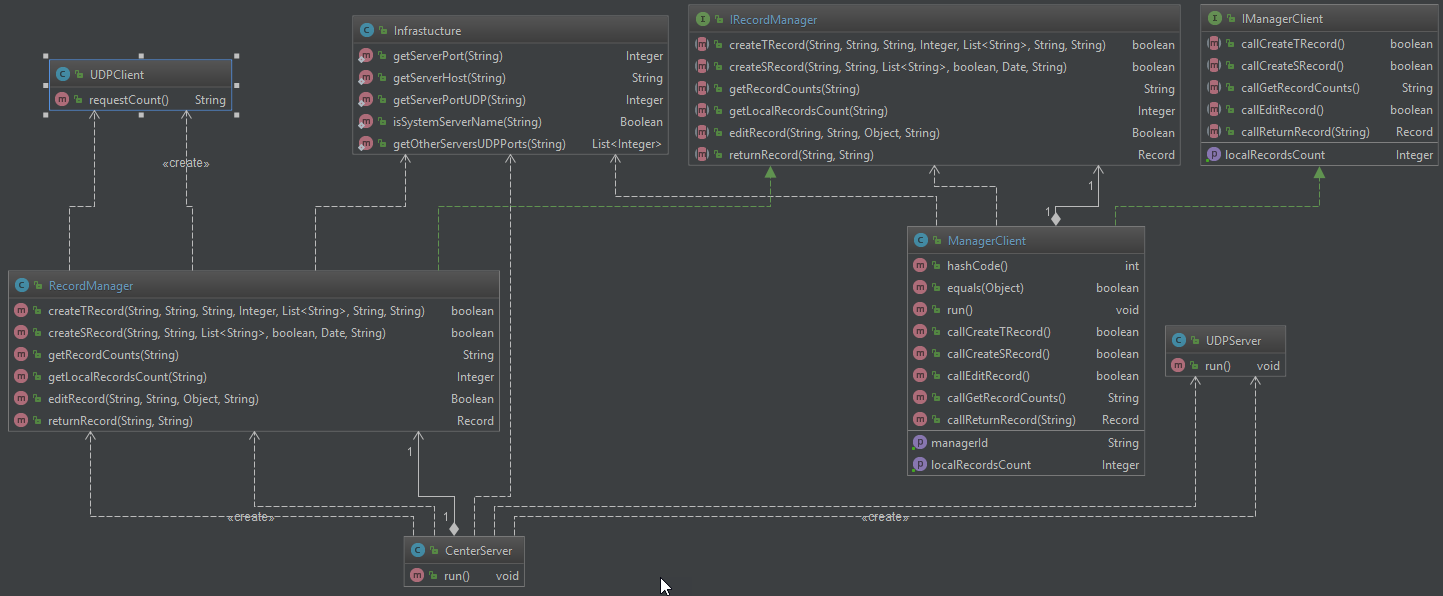 UDPClient
requestCount() String
«create»
Infrastucture
getServerPort(String) Integer
getServerHost(String) String
getServerPortUDP(String) Integer
isSystemServerName(String) Boolean
getOtherServersUDPPorts(String) List<Integer>
IRecordManager
createTRecord(String, String, String, Integer, List<String>, String, String) boolean
createSRecord(String, String, List<String>, boolean, Date, String) boolean
getRecordCounts(String) String
getLocalRecordsCount(String) Integer
editRecord(String, String, Object, String) Boolean
returnRecord(String, String) Record
IManagerClient
callCreateTRecord() boolean
callCreateSRecord() boolean
callGetRecordCounts() String
callEditRecord() boolean
callReturnRecord(String) Record
localRecordsCount Integer
1
1
RecordManager
createTRecord(String, String, String, Integer, List<String>, String, String) boolean
createSRecord(String, String, List<String>, boolean, Date, String) boolean
getRecordCounts(String) String
getLocalRecordsCount(String) Integer
editRecord(String, String, Object, String) Boolean
returnRecord(String, String) Record
ManagerClient
hashCode() int
equals(Object) boolean
run() void
callCreateTRecord() boolean
callCreateSRecord() boolean
callEditRecord() boolean
callGetRecordCounts() String
callReturnRecord(String) Record
managerId String
localRecordsCount Integer
UDPServer
run() void
1
1
«create»
«create»
CenterServer
run() void